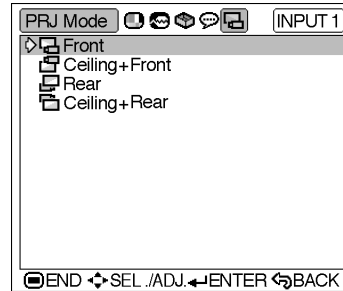 PRJ Mode INPUT 1
Front
Ceiling+Front
Rear
Ceiling+Rear
END SEL./ADJ. ENTER BACK